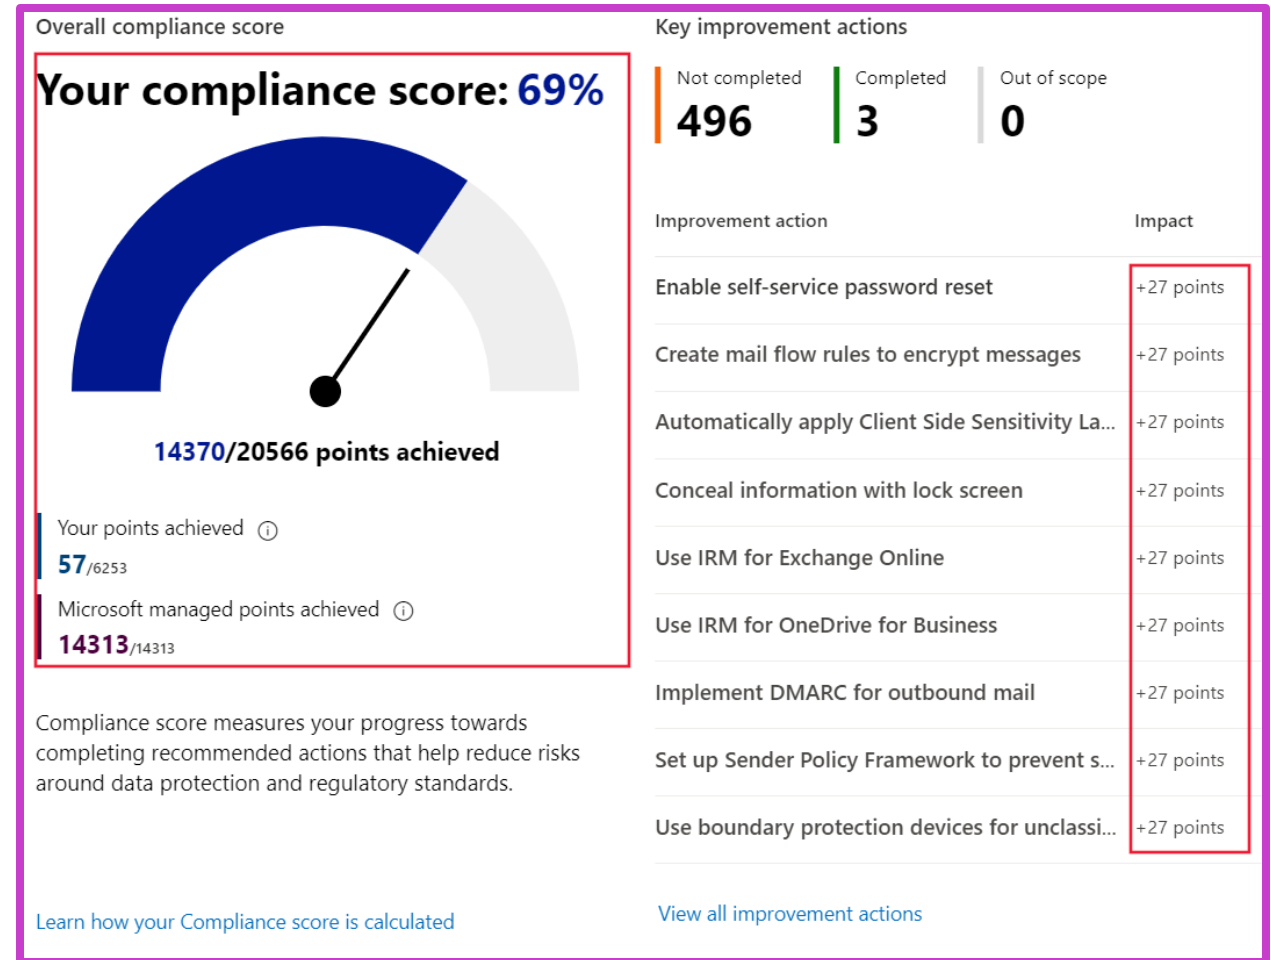 Overall compliance score
Your compliance score: 69%
14370/20566 points achieved
Your points achieved
57/6253
Microsoft managed points achieved
14313/14313
Compliance score measures your progress towards
completing recommended actions that help reduce risks
around data protection and regulatory standards.
Learn how your Compliance score is calculated
Key improvement actions
Not completed Completed Out of scope
496 3 0
Improvement action Impact
Enable self-service password reset +27 points
Create mail flow rules to encrypt messages +27 points
Automatically apply Client Side Sensitivity La... +27 points
Conceal information with lock screen +27 points
Use IRM for Exchange Online +27 points
Use IRM for OneDrive for Business +27 points
Implement DMARC for outbound mail +27 points
Set up Sender Policy Framework to prevent s... +27 points
Use boundary protection devices for unclassi... +27 points
View all improvement actions